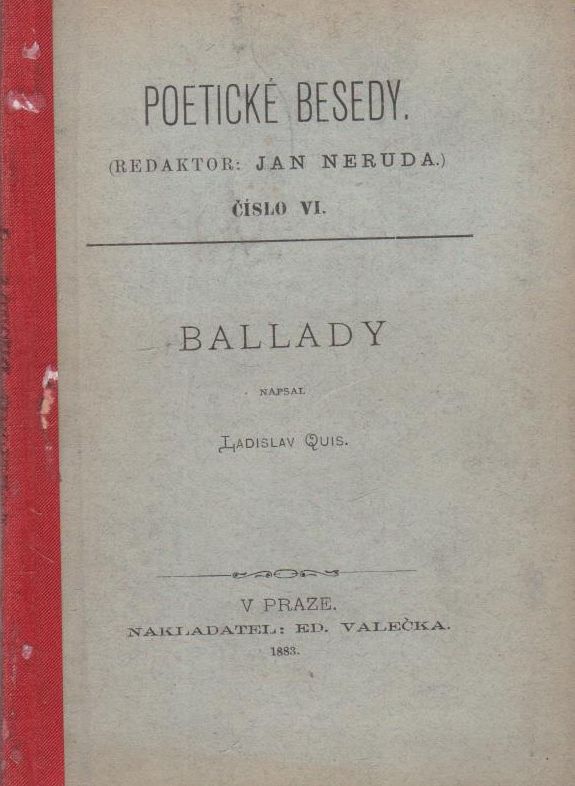 POETICKÉ BESEDY.
(REDAKTOR: JAN NERUDA.)
ČÍSLO VI.
BALLADY
NAPSAL
LADISLAV QUIS.
V PRAZE.
NAKLADATEL: ED. VALEČKA.
1883.